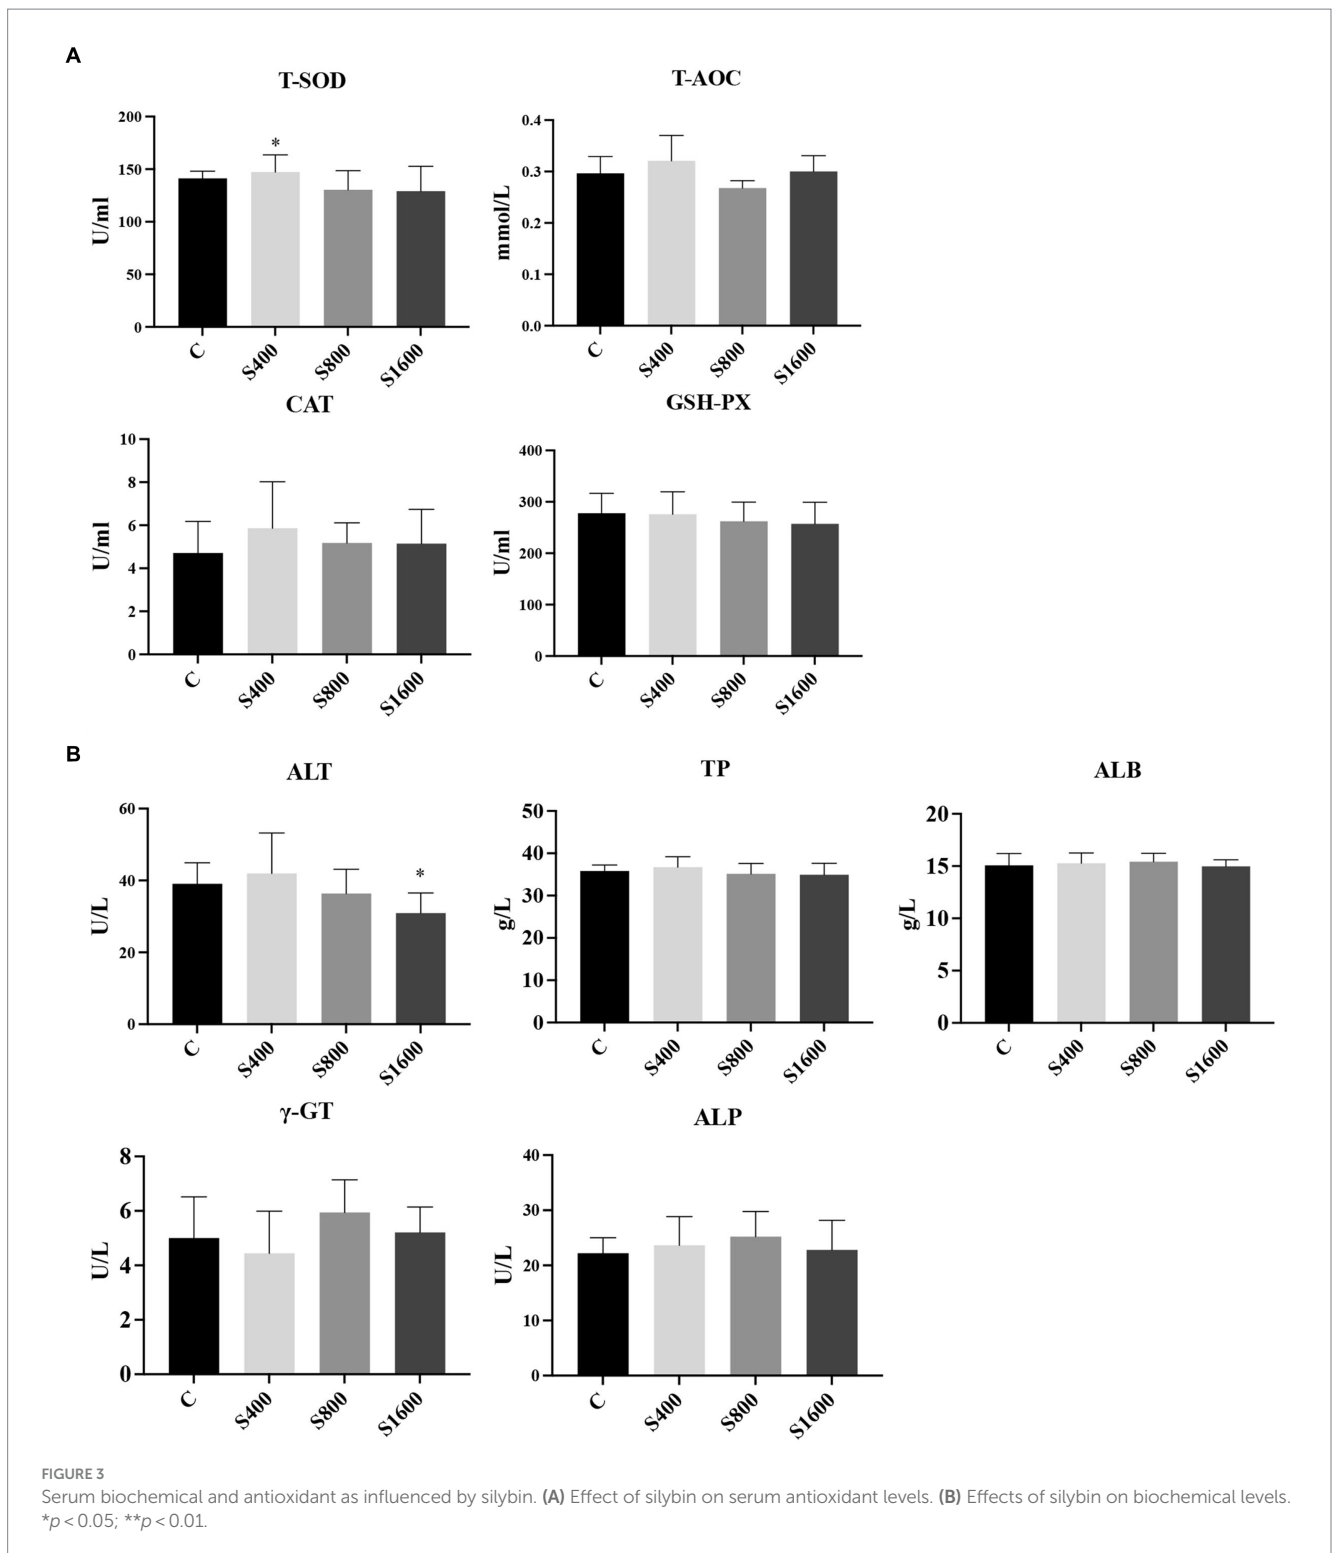 A
T-SOD
200
150
100
50
0
U/ml
*
C
S400
S800
S1600
T-AOC
0.4
0.3
0.2
0.1
0.0
mmol/L
C
S400
S800
S1600
CAT
10
8
6
4
2
0
U/ml
C
S400
S800
S1600
GSH-PX
400
300
200
100
0
U/ml
C
S400
S800
S1600
B
ALT
60
40
20
0
U/L
*
C
S400
S800
S1600
TP
50
40
30
20
10
0
g/L
C
S400
S800
S1600
ALB
20
15
10
5
0
g/L
C
S400
S800
S1600
γ-GT
8
6
4
2
0
U/L
C
S400
S800
S1600
ALP
40
30
20
10
0
U/L
C
S400
S800
S1600
FIGURE 3
Serum biochemical and antioxidant as influenced by silybin. (A) Effect of silybin on serum antioxidant levels. (B) Effects of silybin on biochemical levels.
*p < 0.05; **p < 0.01.